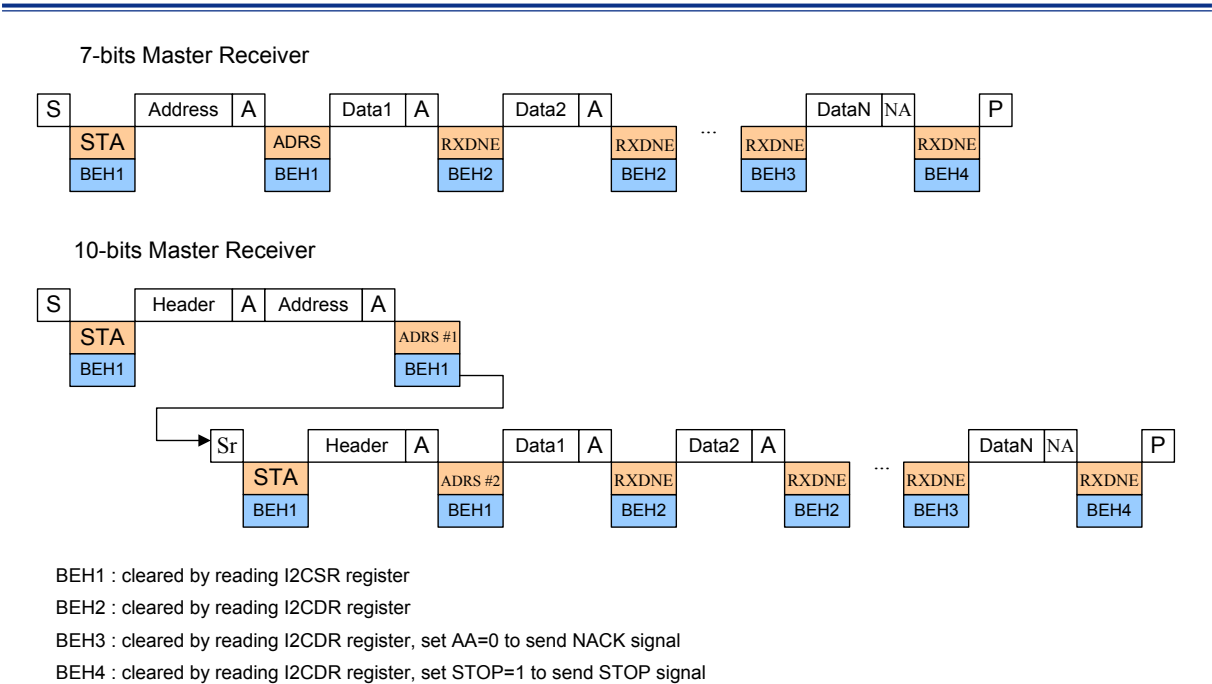 7-bits Master Receiver
S Address A Data1 A Data2 A ... DataN NA P
STA ADRS RXDNE RXDNE RXDNE RXDNE
BEH1 BEH1 BEH2 BEH2 BEH3 BEH4
10-bits Master Receiver
S Header A Address A
STA ADRS #1
BEH1 BEH1
Sr Header A Data1 A Data2 A ... DataN NA P
STA ADRS #2 RXDNE RXDNE RXDNE RXDNE
BEH1 BEH1 BEH2 BEH2 BEH3 BEH4
BEH1 : cleared by reading I2CSR register
BEH2 : cleared by reading I2CDR register
BEH3 : cleared by reading I2CDR register, set AA=0 to send NACK signal
BEH4 : cleared by reading I2CDR register, set STOP=1 to send STOP signal